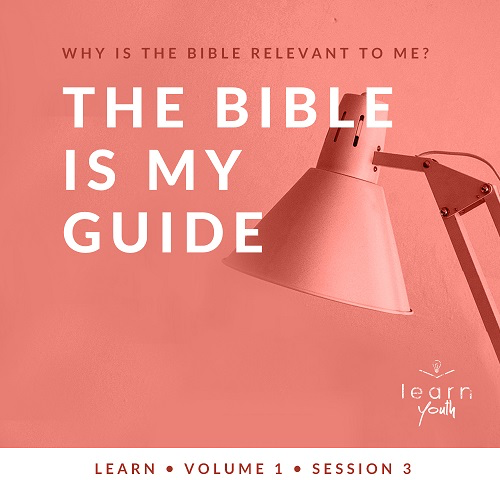 WHY IS THE BIBLE RELEVANT TO ME?
THE BIBLE
IS MY
GUIDE
learn
youth
LEARN • VOLUME 1 • SESSION 3